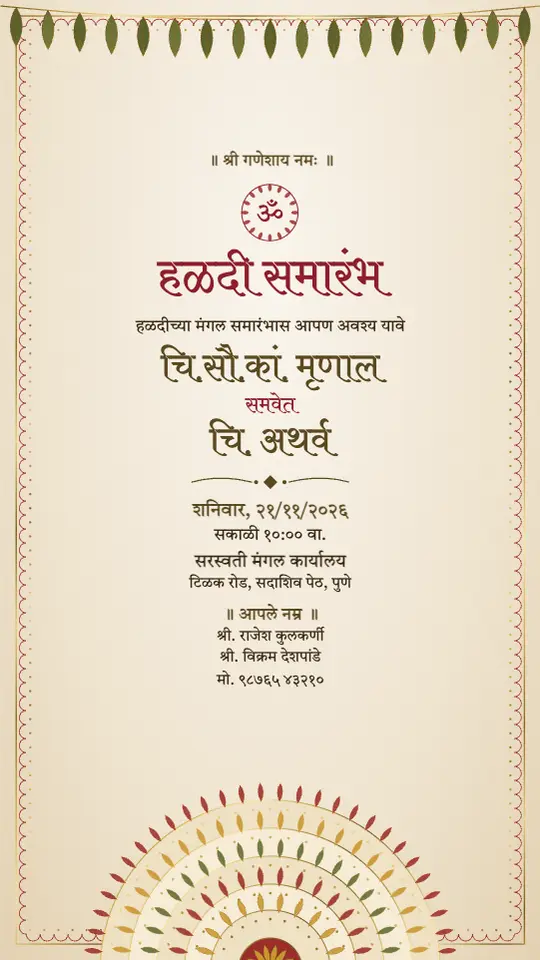 ॥ श्री गणेशाय नमः ॥
ॐ
हळदी समारंभ
हळदीच्या मंगल समारंभास आपण अवश्य यावे
चि.सौ.कां. मृणाल
समवेत
चि. अथर्व
शनिवार, २१/११/२०२६
सकाळी १०:०० वा.
सरस्वती मंगल कार्यालय
टिळक रोड, सदाशिव पेठ, पुणे
॥ आपले नम्र ॥
श्री. राजेश कुलकर्णी
श्री. विक्रम देशपांडे
मो. ९८७६५ ४३२१०